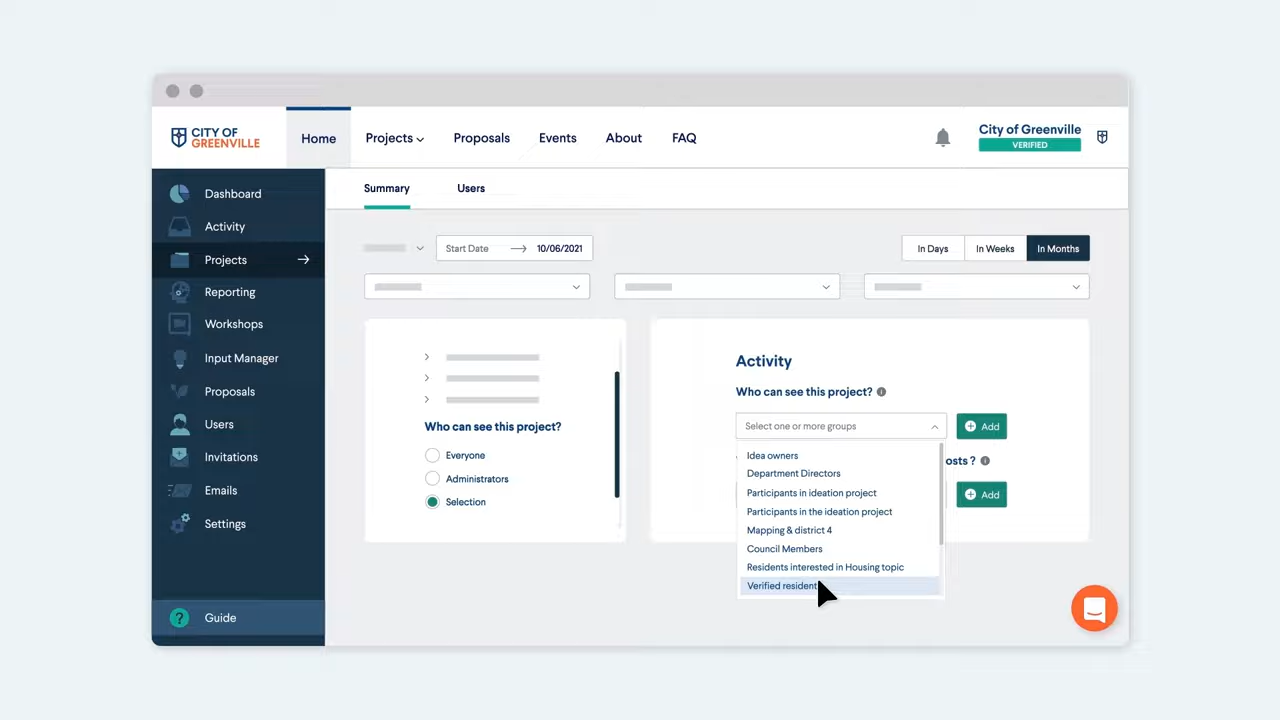 CITY OF
GREENVILLE
Home
Projects
Proposals
Events
About
FAQ
City of Greenville
VERIFIED
Dashboard
Activity
Projects
Reporting
Workshops
Input Manager
Proposals
Users
Invitations
Emails
Settings
? Guide
Summary
Users
Start Date → 10/06/2021
In Days
In Weeks
In Months
Who can see this project?
Everyone
Administrators
Selection
Activity
Who can see this project?
Select one or more groups
Add
Idea owners
Department Directors
Participants in ideation project
Participants in the ideation project
Mapping & district 4
Council Members
Residents interested in Housing topic
Verified resident
osts ?
Add